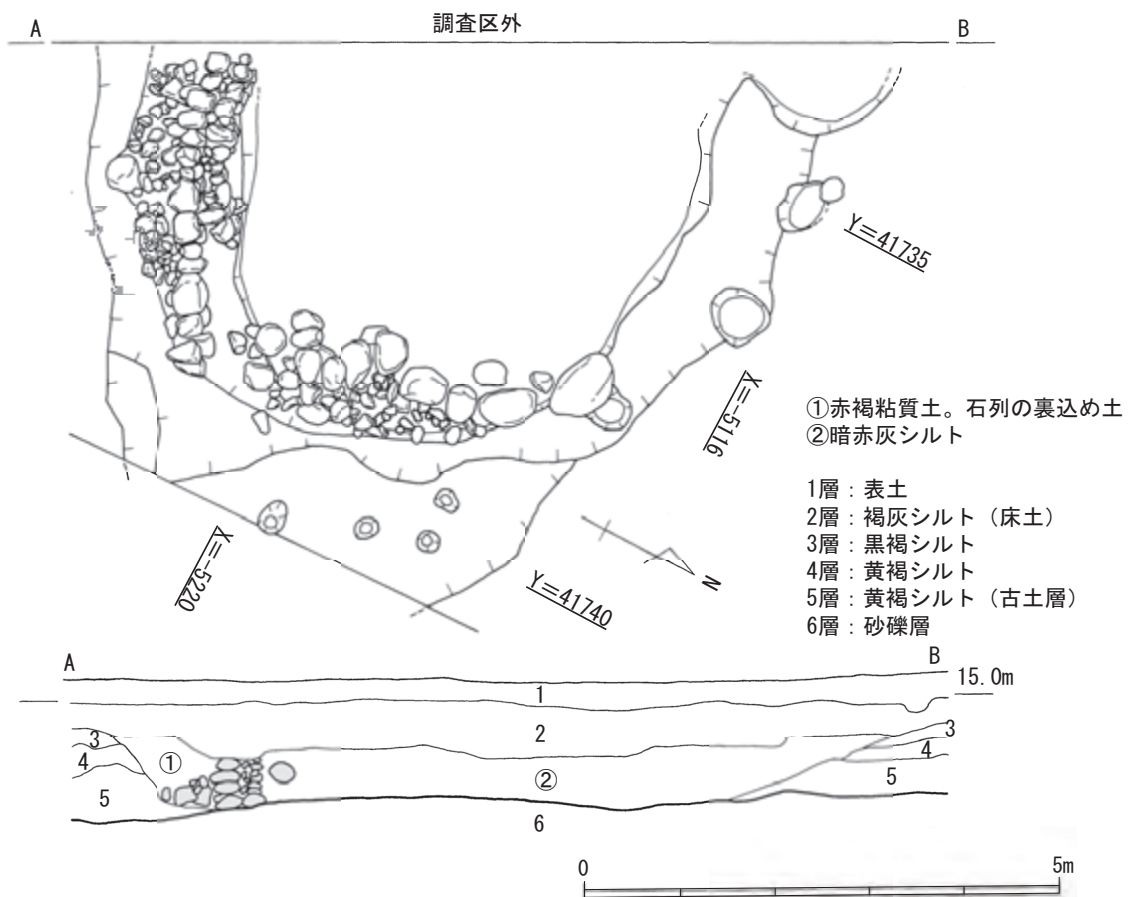 A
調査区外
B
Y=41735
X=-5116
①赤褐粘質土。石列の裏込め土
②暗赤灰シルト
1層：表土
2層：褐灰シルト（床土）
3層：黒褐シルト
4層：黄褐シルト
5層：黄褐シルト（古土層）
6層：砂礫層
X=-5220
Y=41740
N
A
B
15.0m
1
2
3
3
4
4
①
②
5
5
6
0
5m